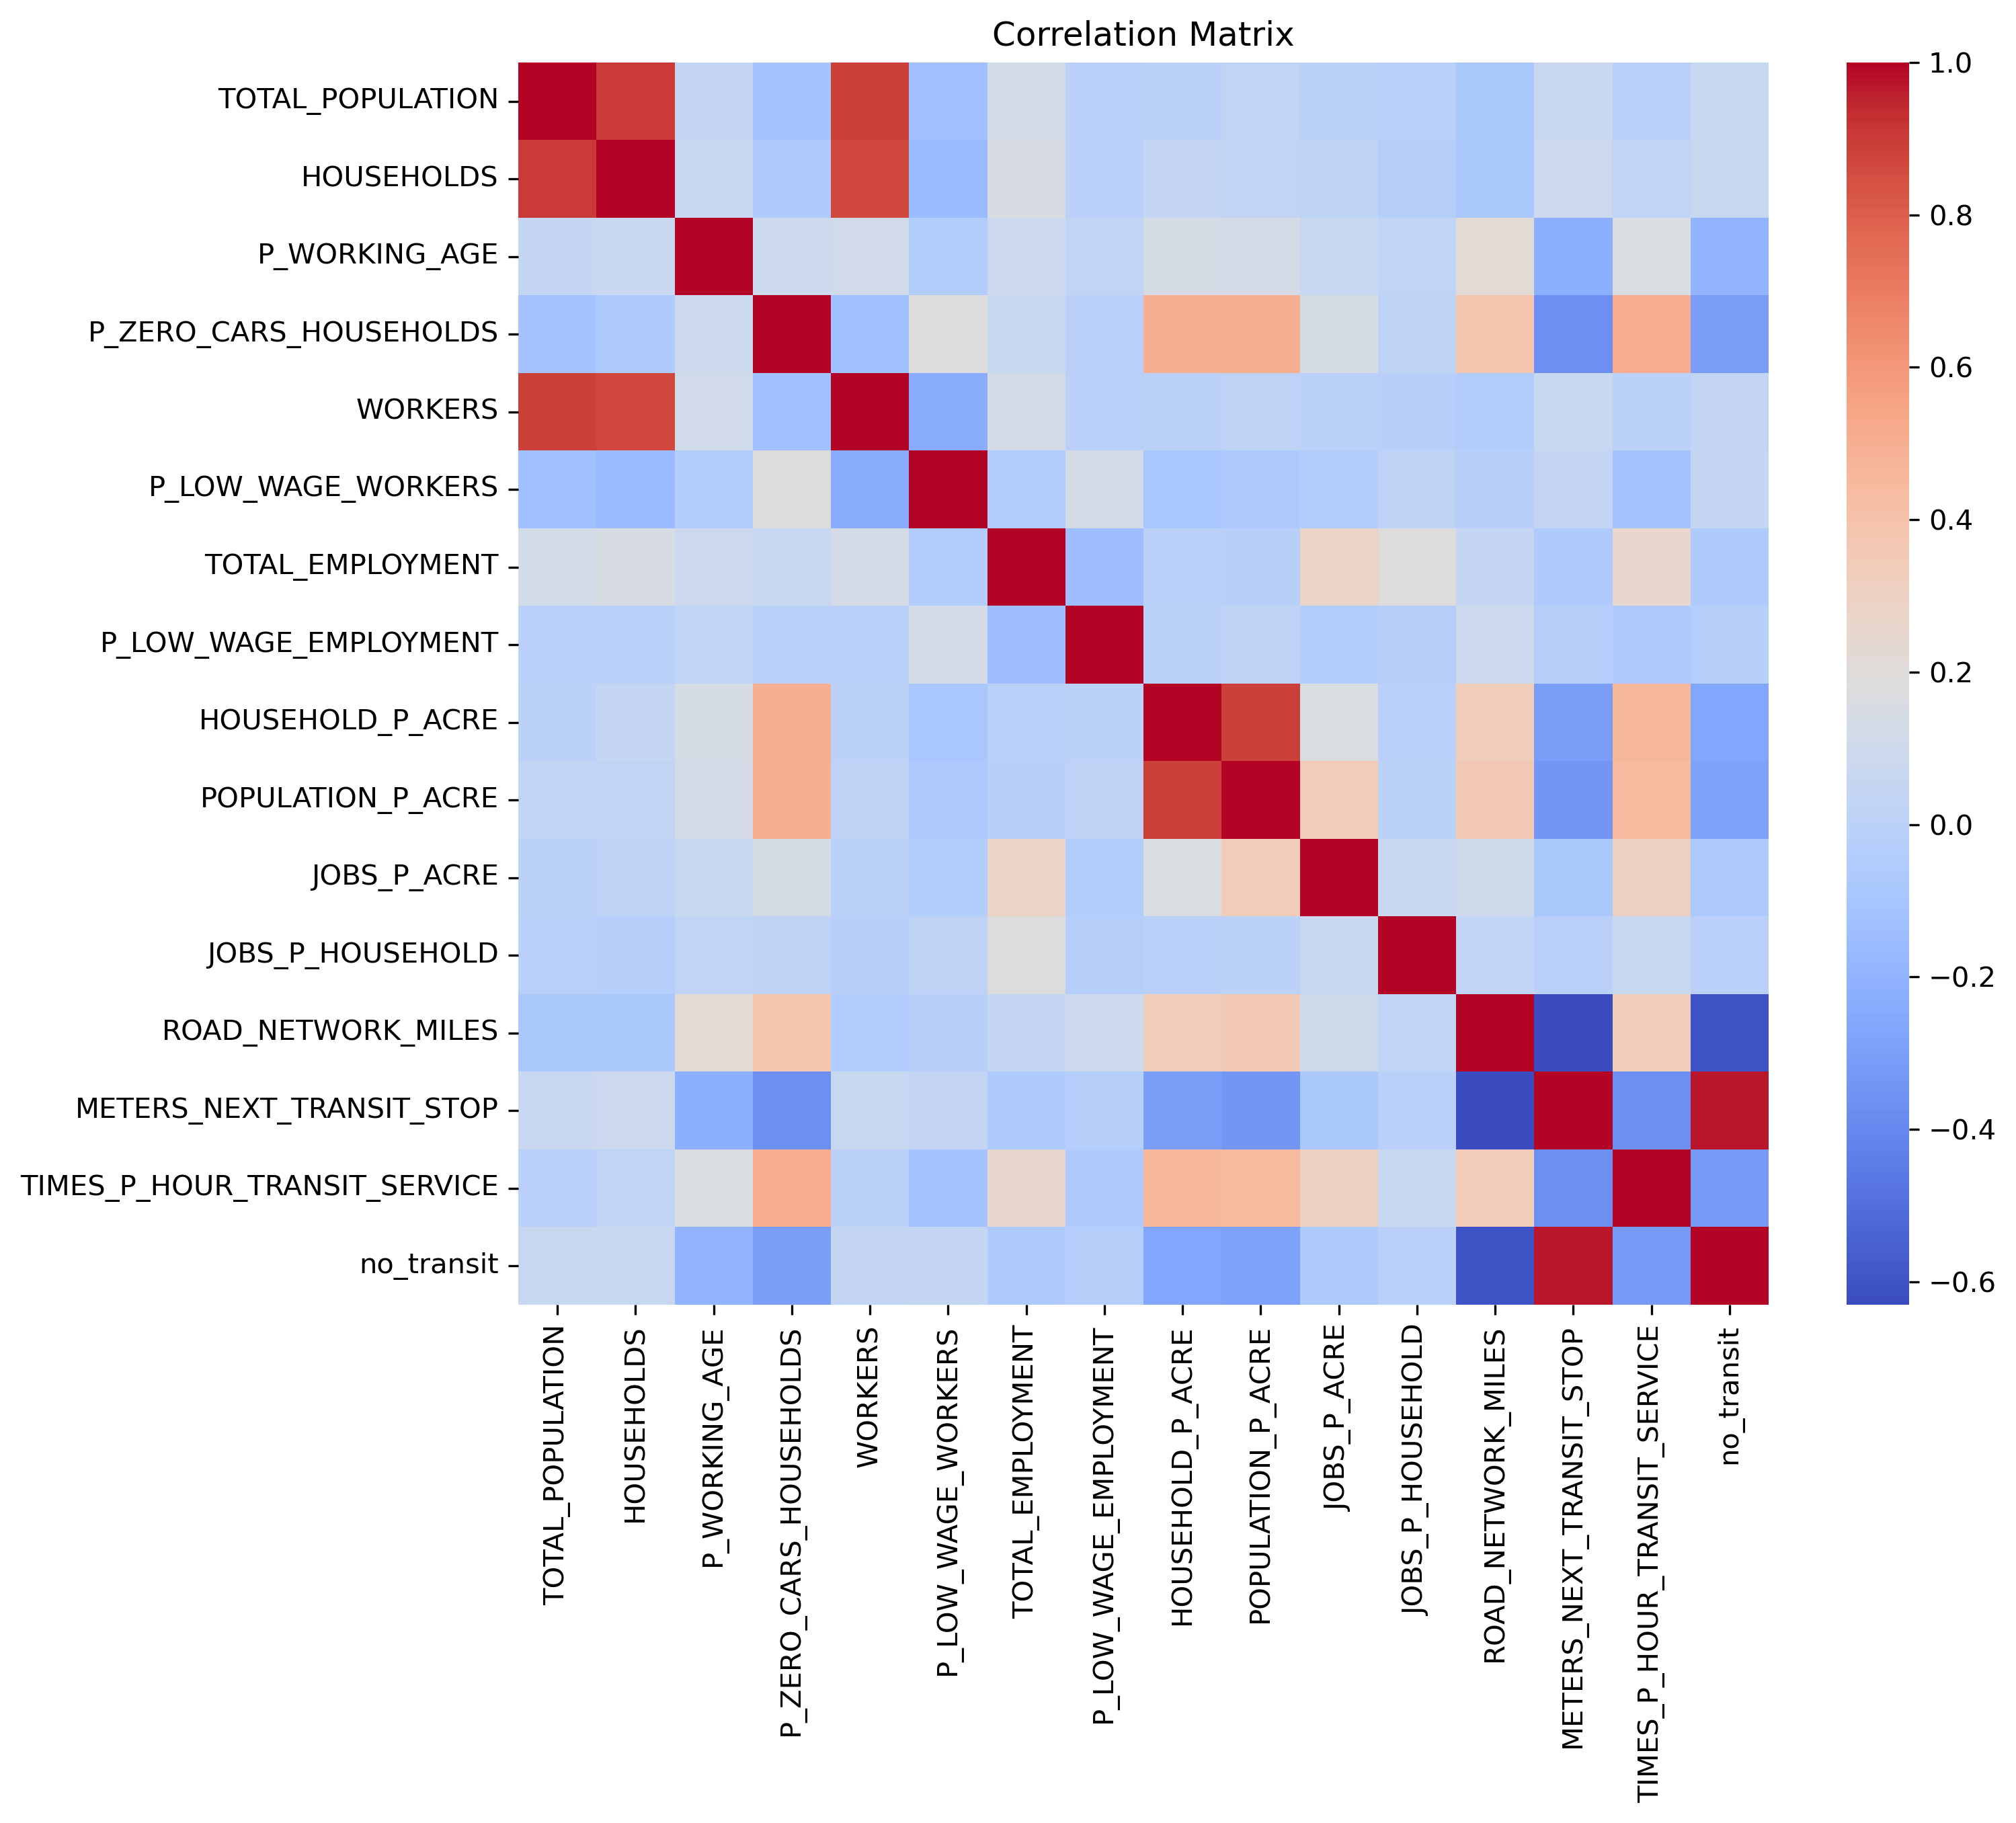 Correlation Matrix
TOTAL_POPULATION
HOUSEHOLDS
P_WORKING_AGE
P_ZERO_CARS_HOUSEHOLDS
WORKERS
P_LOW_WAGE_WORKERS
TOTAL_EMPLOYMENT
P_LOW_WAGE_EMPLOYMENT
HOUSEHOLD_P_ACRE
POPULATION_P_ACRE
JOBS_P_ACRE
JOBS_P_HOUSEHOLD
ROAD_NETWORK_MILES
METERS_NEXT_TRANSIT_STOP
TIMES_P_HOUR_TRANSIT_SERVICE
no_transit
TOTAL_POPULATION
HOUSEHOLDS
P_WORKING_AGE
P_ZERO_CARS_HOUSEHOLDS
WORKERS
P_LOW_WAGE_WORKERS
TOTAL_EMPLOYMENT
P_LOW_WAGE_EMPLOYMENT
HOUSEHOLD_P_ACRE
POPULATION_P_ACRE
JOBS_P_ACRE
JOBS_P_HOUSEHOLD
ROAD_NETWORK_MILES
METERS_NEXT_TRANSIT_STOP
TIMES_P_HOUR_TRANSIT_SERVICE
no_transit
1.0
0.8
0.6
0.4
0.2
0.0
−0.2
−0.4
−0.6